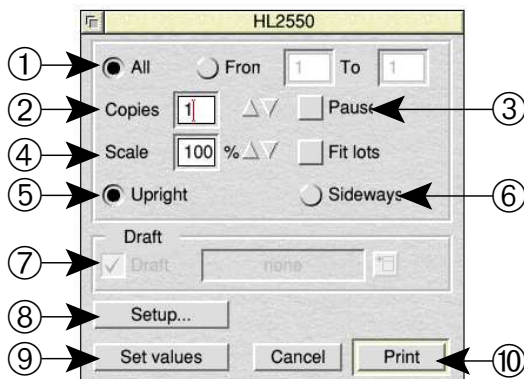 HL2550
① All From 1 To 1
② Copies 1 Pause ③
④ Scale 100 % Fit lots
⑤ Upright Sideways ⑥
Draft
⑦ Draft none
⑧ Setup...
⑨ Set values Cancel Print ⑩